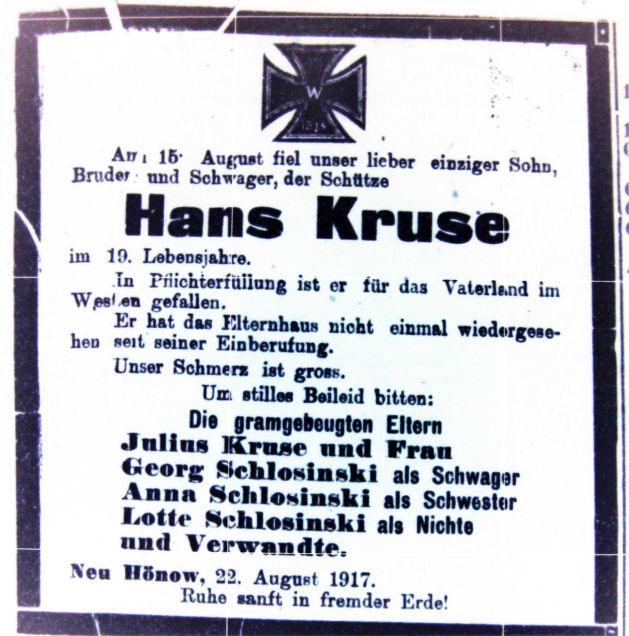 W
1914
Am 15. August fiel unser lieber einziger Sohn,
Bruder und Schwager, der Schütze
Hans Kruse
im 19. Lebensjahre.
In Pflichterfüllung ist er für das Vaterland im
Westen gefallen.
Er hat das Elternhaus nicht einmal wiedergese-
hen seit seiner Einberufung.
Unser Schmerz ist gross.
Um stilles Beileid bitten:
Die gramgebeugten Eltern
Julius Kruse und Frau
Georg Schlosinski als Schwager
Anna Schlosinski als Schwester
Lotte Schlosinski als Nichte
und Verwandte.
Neu Hönow, 22. August 1917.
Ruhe sanft in fremder Erde!